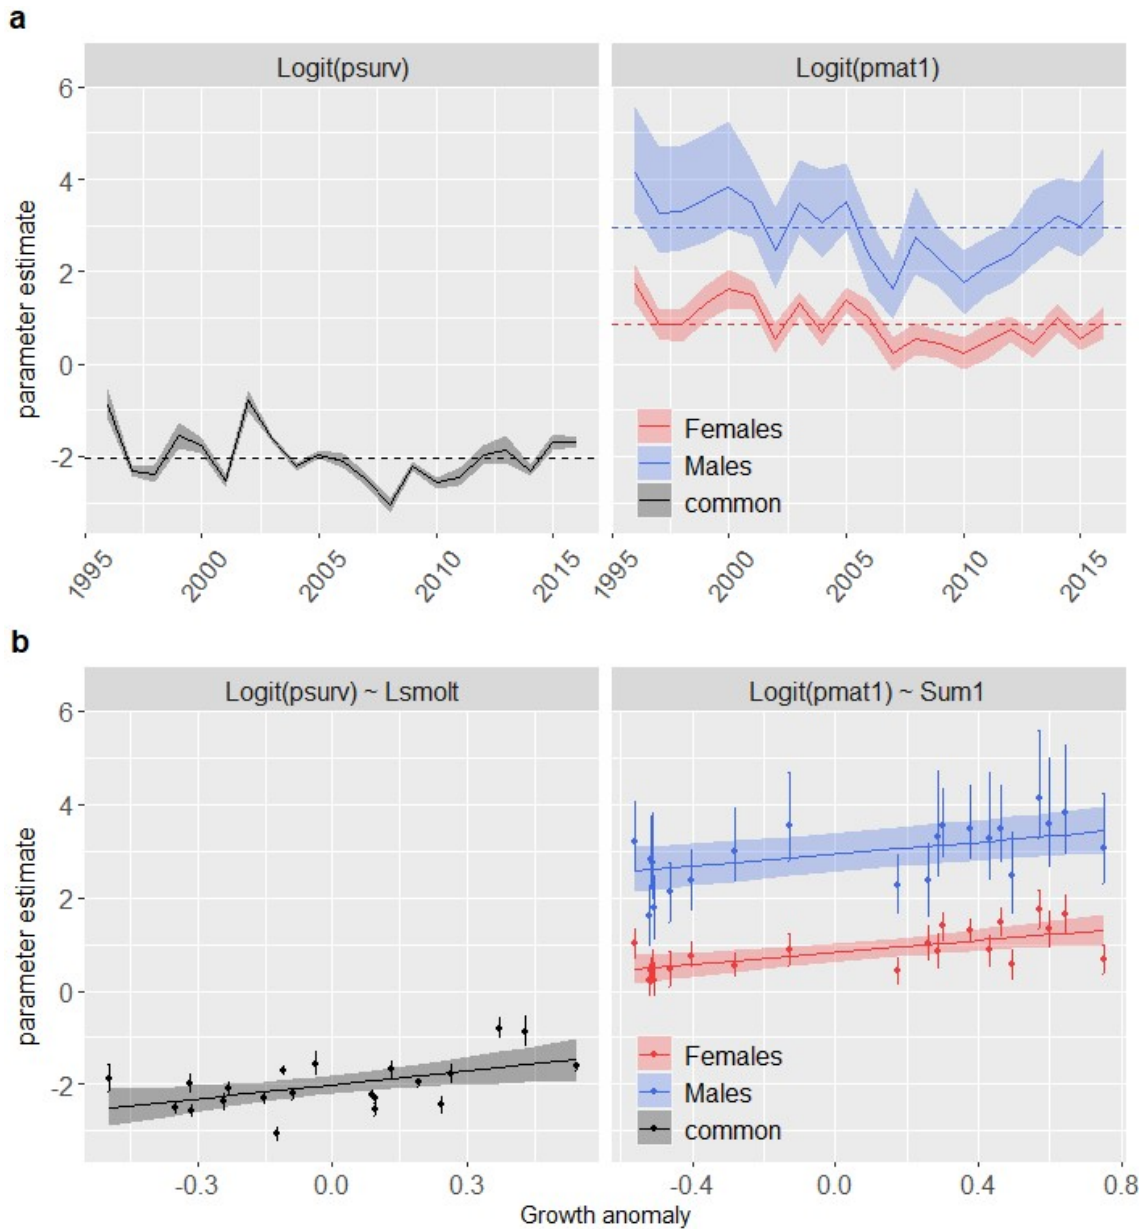 a
Logit(psurv) Logit(pmat1)
parameter estimate
6
4
2
0
-2
Females
Males
common
1995 2000 2005 2010 2015 1995 2000 2005 2010 2015
b
Logit(psurv) ~ Lsmolt Logit(pmat1) ~ Sum1
parameter estimate
6
4
2
0
-2
Females
Males
common
-0.3 0.0 0.3 -0.4 0.0 0.4 0.8
Growth anomaly